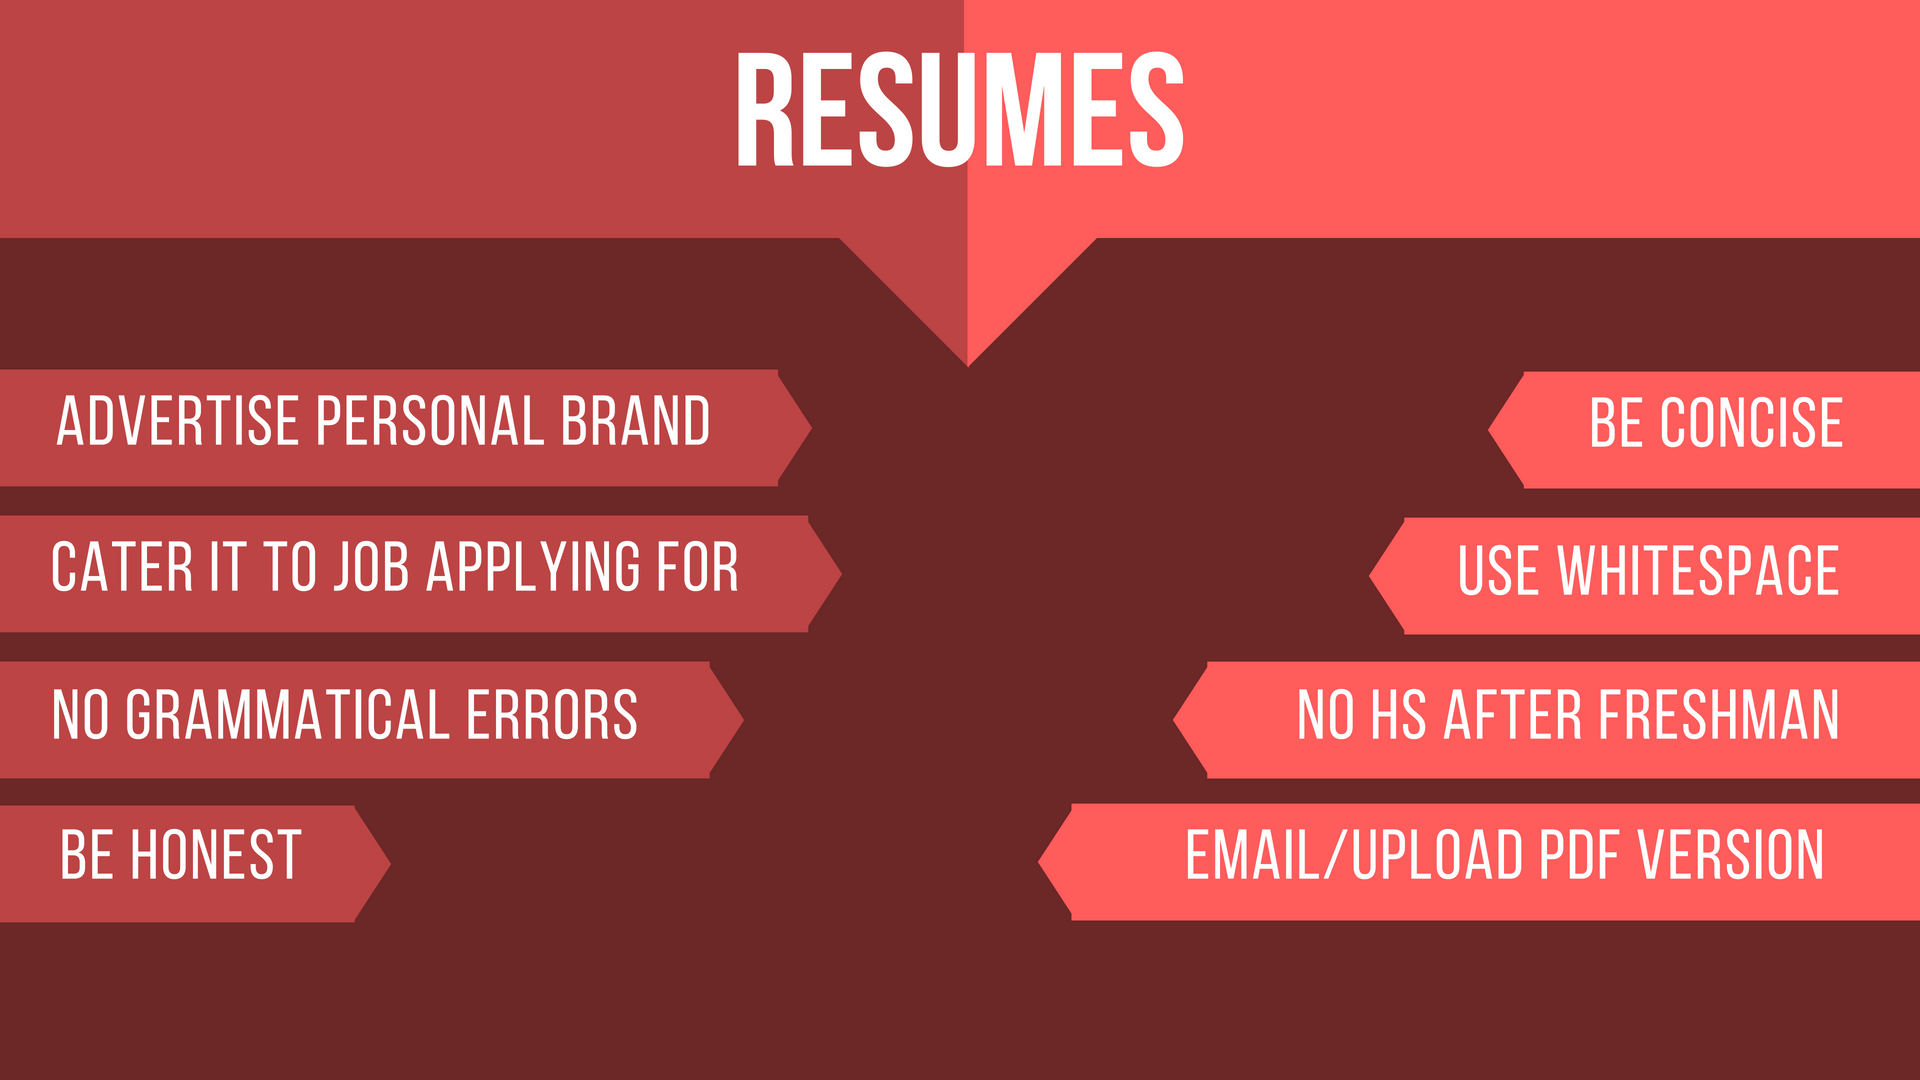 RESUMES
ADVERTISE PERSONAL BRAND
CATER IT TO JOB APPLYING FOR
NO GRAMMATICAL ERRORS
BE HONEST
BE CONCISE
USE WHITESPACE
NO HS AFTER FRESHMAN
EMAIL/UPLOAD PDF VERSION